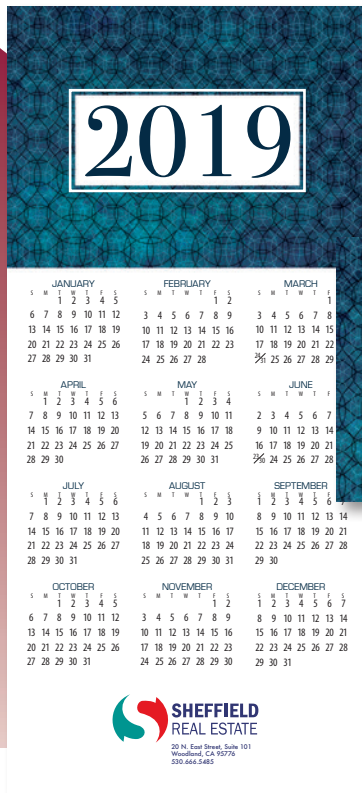 2019
JANUARY FEBRUARY MARCH
S M T W T F S S M T W T F S S M T W T F
1 2 3 4 5 1 2 1
6 7 8 9 10 11 12 3 4 5 6 7 8 9 3 4 5 6 7 8
13 14 15 16 17 18 19 10 11 12 13 14 15 16 10 11 12 13 14 15
20 21 22 23 24 25 26 17 18 19 20 21 22 23 17 18 19 20 21 22
27 28 29 30 31 24 25 26 27 28 24/31 25 26 27 28 29
APRIL MAY JUNE
S M T W T F S S M T W T F S S M T W T F
1 2 3 4 5 6 1 2 3 4
7 8 9 10 11 12 13 5 6 7 8 9 10 11 2 3 4 5 6 7
14 15 16 17 18 19 20 12 13 14 15 16 17 18 9 10 11 12 13 14
21 22 23 24 25 26 27 19 20 21 22 23 24 25 16 17 18 19 20 21
28 29 30 26 27 28 29 30 31 23/30 24 25 26 27 28
JULY AUGUST SEPTEMBER
S M T W T F S S M T W T F S S M T W T F S
1 2 3 4 5 6 1 2 3 1 2 3 4 5 6 7
7 8 9 10 11 12 13 4 5 6 7 8 9 10 8 9 10 11 12 13 14
14 15 16 17 18 19 20 11 12 13 14 15 16 17 15 16 17 18 19 20 21
21 22 23 24 25 26 27 18 19 20 21 22 23 24 22 23 24 25 26 27 28
28 29 30 31 25 26 27 28 29 30 31 29 30
OCTOBER NOVEMBER DECEMBER
S M T W T F S S M T W T F S S M T W T F S
1 2 3 4 5 1 2 1 2 3 4 5 6 7
6 7 8 9 10 11 12 3 4 5 6 7 8 9 8 9 10 11 12 13 14
13 14 15 16 17 18 19 10 11 12 13 14 15 16 15 16 17 18 19 20 21
20 21 22 23 24 25 26 17 18 19 20 21 22 23 22 23 24 25 26 27 28
27 28 29 30 31 24 25 26 27 28 29 30 29 30 31
SHEFFIELD
REAL ESTATE
20 N. East Street, Suite 101
Woodland, CA 95776
530.666.5485